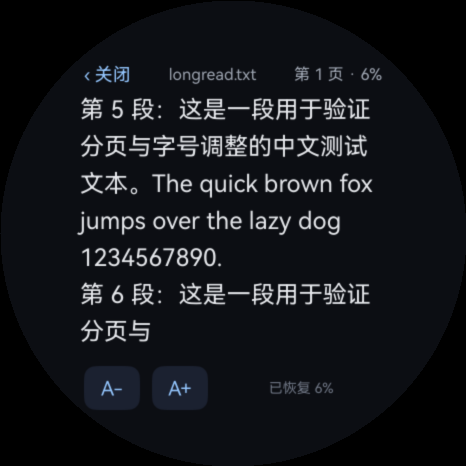 ‹ 关闭 longread.txt 第 1 页 · 6%
第 5 段：这是一段用于验证
分页与字号调整的中文测试
文本。The quick brown fox
jumps over the lazy dog
1234567890.
第 6 段：这是一段用于验证
分页与
A- A+ 已恢复 6%